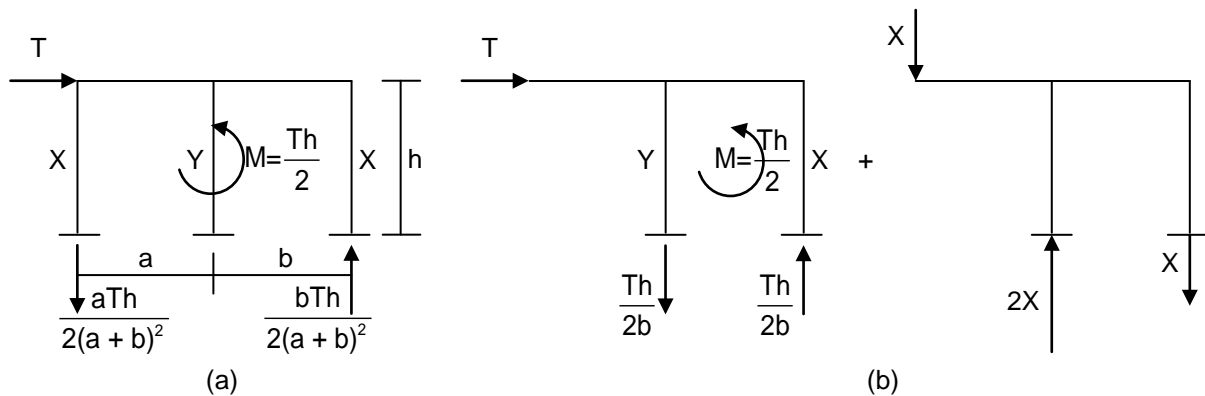 T
X Y M=Th/2 X h
a b
aTh/2(a + b)² bTh/2(a + b)²
(a)
T
Y M=Th/2 X +
Th/2b Th/2b
X
2X X
(b)